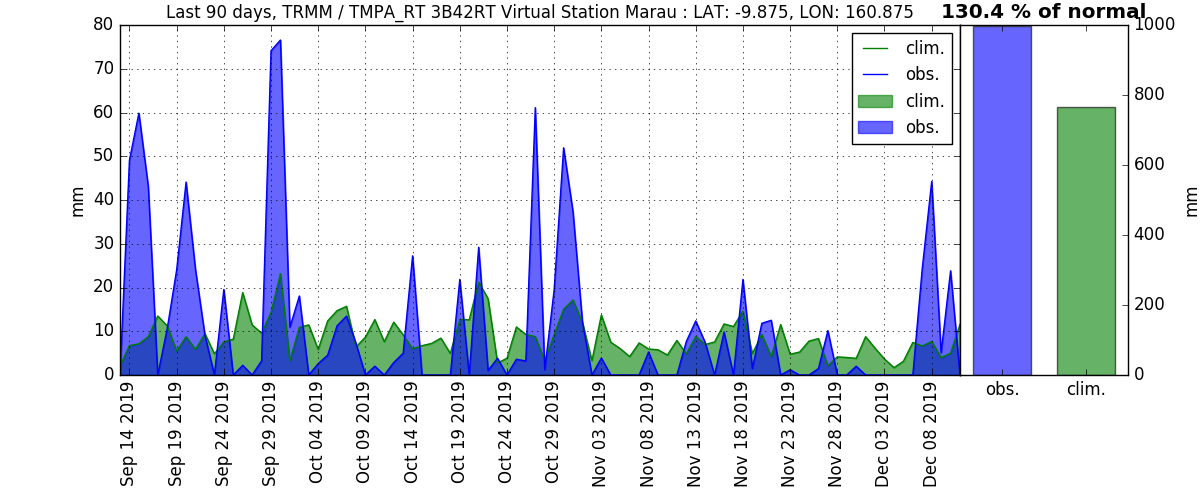 Last 90 days, TRMM / TMPA_RT 3B42RT Virtual Station Marau : LAT: -9.875, LON: 160.875
130.4 % of normal
80
70
60
50
40
30
20
10
0
mm
clim.
obs.
clim.
obs.
1000
800
600
400
200
0
mm
obs.
clim.
Sep 14 2019
Sep 19 2019
Sep 24 2019
Sep 29 2019
Oct 04 2019
Oct 09 2019
Oct 14 2019
Oct 19 2019
Oct 24 2019
Oct 29 2019
Nov 03 2019
Nov 08 2019
Nov 13 2019
Nov 18 2019
Nov 23 2019
Nov 28 2019
Dec 03 2019
Dec 08 2019